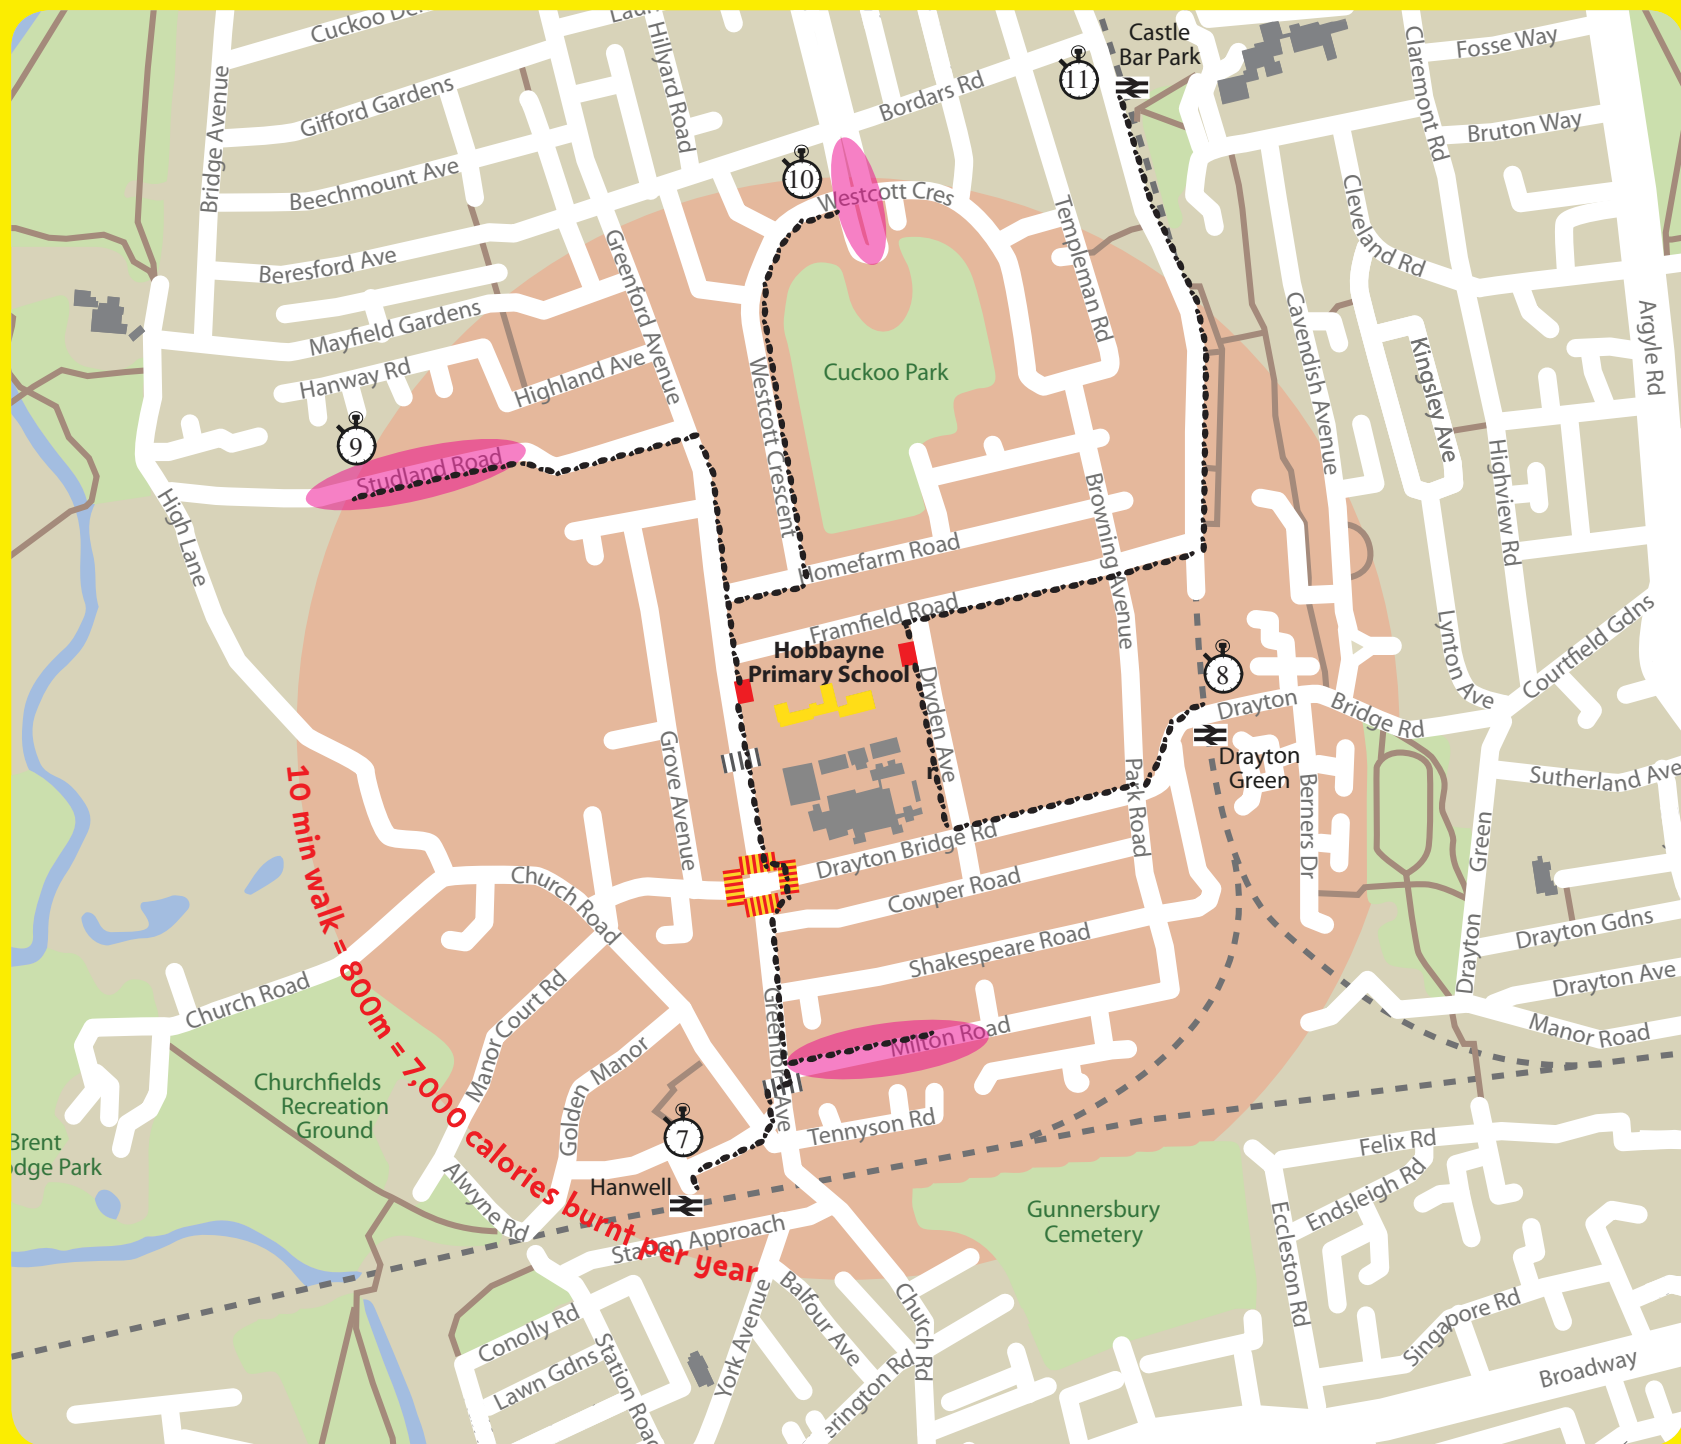 Castle
Bar Park
11
Fosse Way
Claremont Rd
Bruton Way
Hillyard Road
Bordars Rd
Gifford Gardens
Bridge Avenue
Beechmount Ave
10
Westcott Cres
Templeman Rd
Cleveland Rd
Beresford Ave
Greenford Avenue
Mayfield Gardens
Cavendish Avenue
Argyle Rd
Hanway Rd
Highland Ave
Cuckoo Park
Kingsley Ave
9
Studland Road
Westcott Crescent
Highview Rd
High Lane
Homefarm Road
Browning Avenue
Framfield Road
Hobbayne
Primary School
8
Lynton Ave
Courtfield Gdns
Drayton
Bridge Rd
Dryden Ave
Drayton
Green
Grove Avenue
Park Road
Berners Dr
Sutherland Ave
10 min walk = 800m = 7,000 calories burnt per year
Drayton Bridge Rd
Church Road
Cowper Road
Drayton Green
Drayton Gdns
Shakespeare Road
Church Road
Manor Court Rd
Drayton Ave
Manor Road
Milton Road
Golden Manor
Churchfields
Recreation
Ground
Tennyson Rd
7
Felix Rd
Brent
Alwyne Rd
Hanwell
Endsleigh Rd
Gunnersbury
Cemetery
Eccleston Rd
Station Approach
Balfour Ave
Church Rd
Singapore Rd
Conolly Rd
York Avenue
Lawn Gdns
Station Road
Broadway